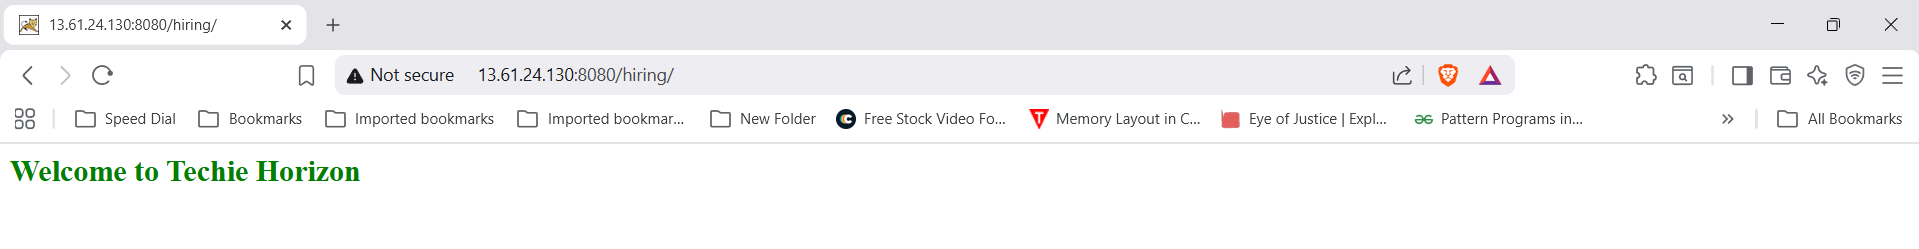 13.61.24.130:8080/hiring/
Not secure 13.61.24.130:8080/hiring/
Speed Dial Bookmarks Imported bookmarks Imported bookmar... New Folder Free Stock Video Fo... Memory Layout in C... Eye of Justice | Expl... Pattern Programs in... All Bookmarks
Welcome to Techie Horizon